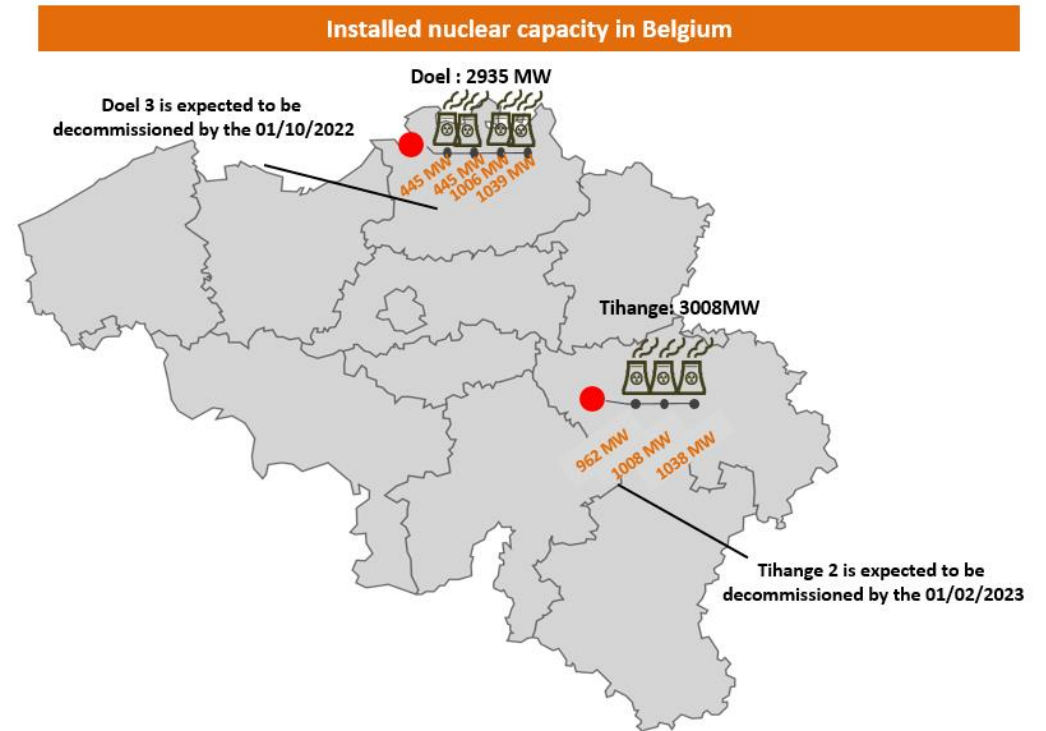 Installed nuclear capacity in Belgium
Doel : 2935 MW
Doel 3 is expected to be
decommissioned by the 01/10/2022
445 MW
445 MW
1006 MW
1039 MW
Tihange: 3008MW
962 MW
1008 MW
1038 MW
Tihange 2 is expected to be
decommissioned by the 01/02/2023